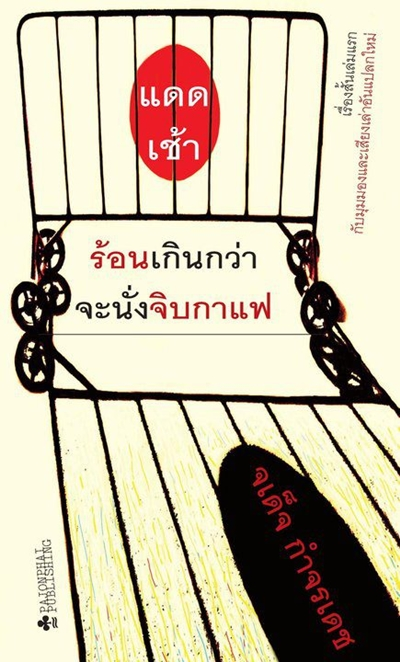 แดด
เช้า
ร้อนเกินกว่า
จะนั่งจิบกาแฟ
เรื่องสั้นเล่มแรก
กับมุมมองและเสียงเล่าอันแปลกใหม่
จเด็จ กำจรเดช
PAJONPHAI
PUBLISHING